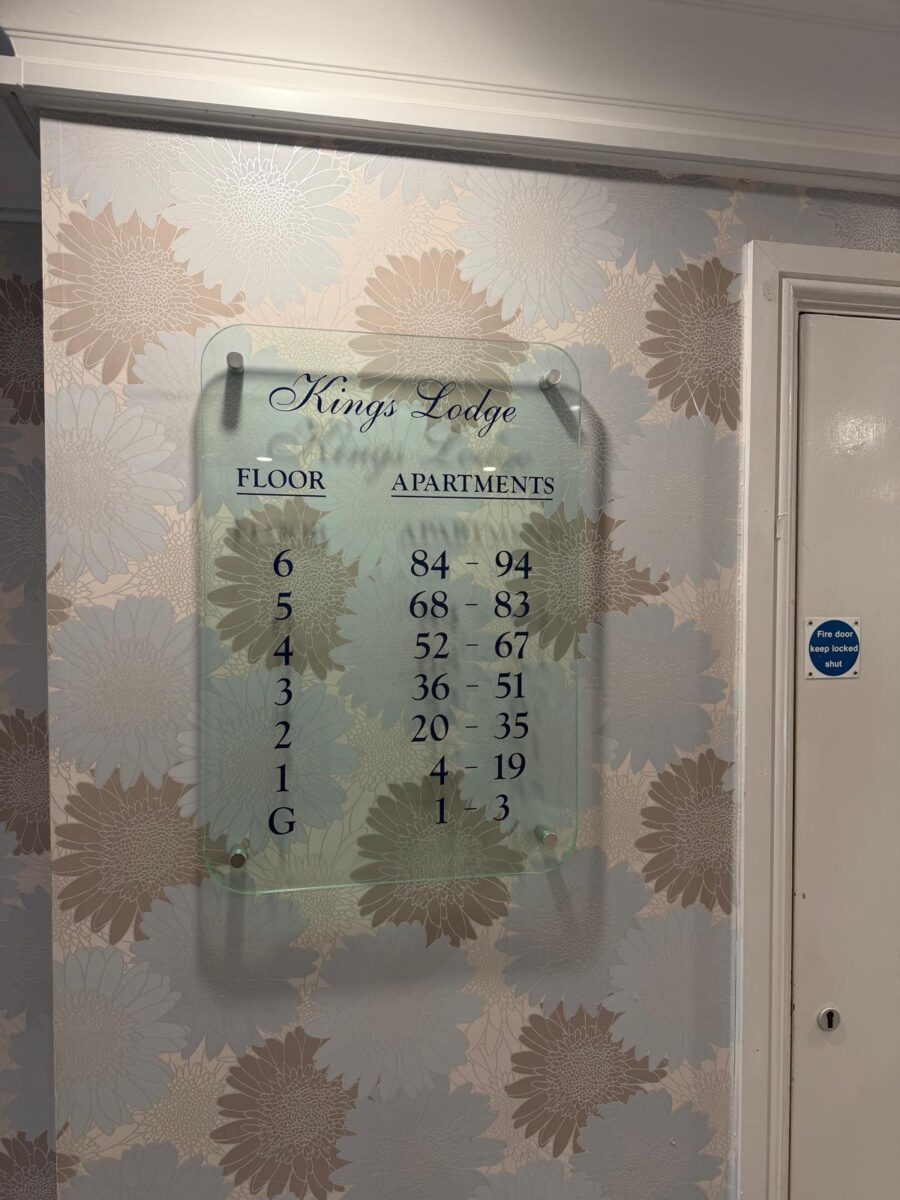 Kings Lodge
FLOOR APARTMENTS
6 84 - 94
5 68 - 83
4 52 - 67
3 36 - 51
2 20 - 35
1 4 - 19
G 1 - 3
Fire door
keep locked
shut